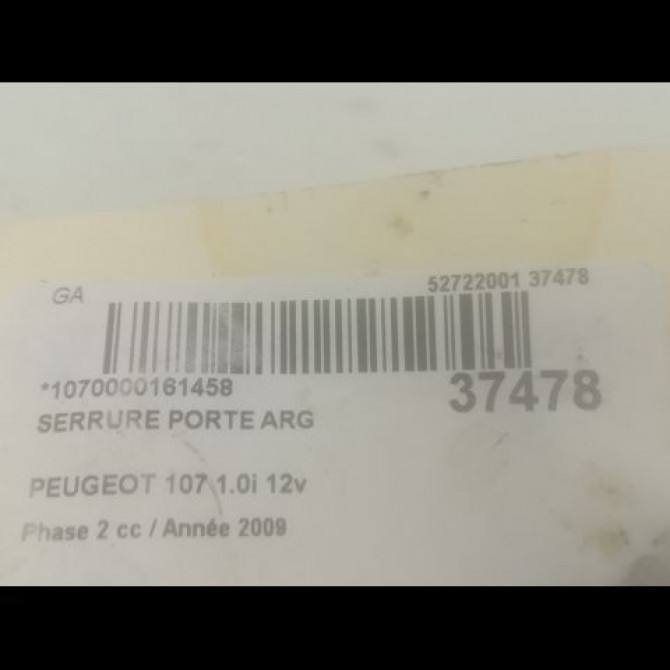 GA
52722001 37478
*1070000161458
37478
SERRURE PORTE ARG
PEUGEOT 107 1.0i 12v
Phase 2 cc / Année 2009